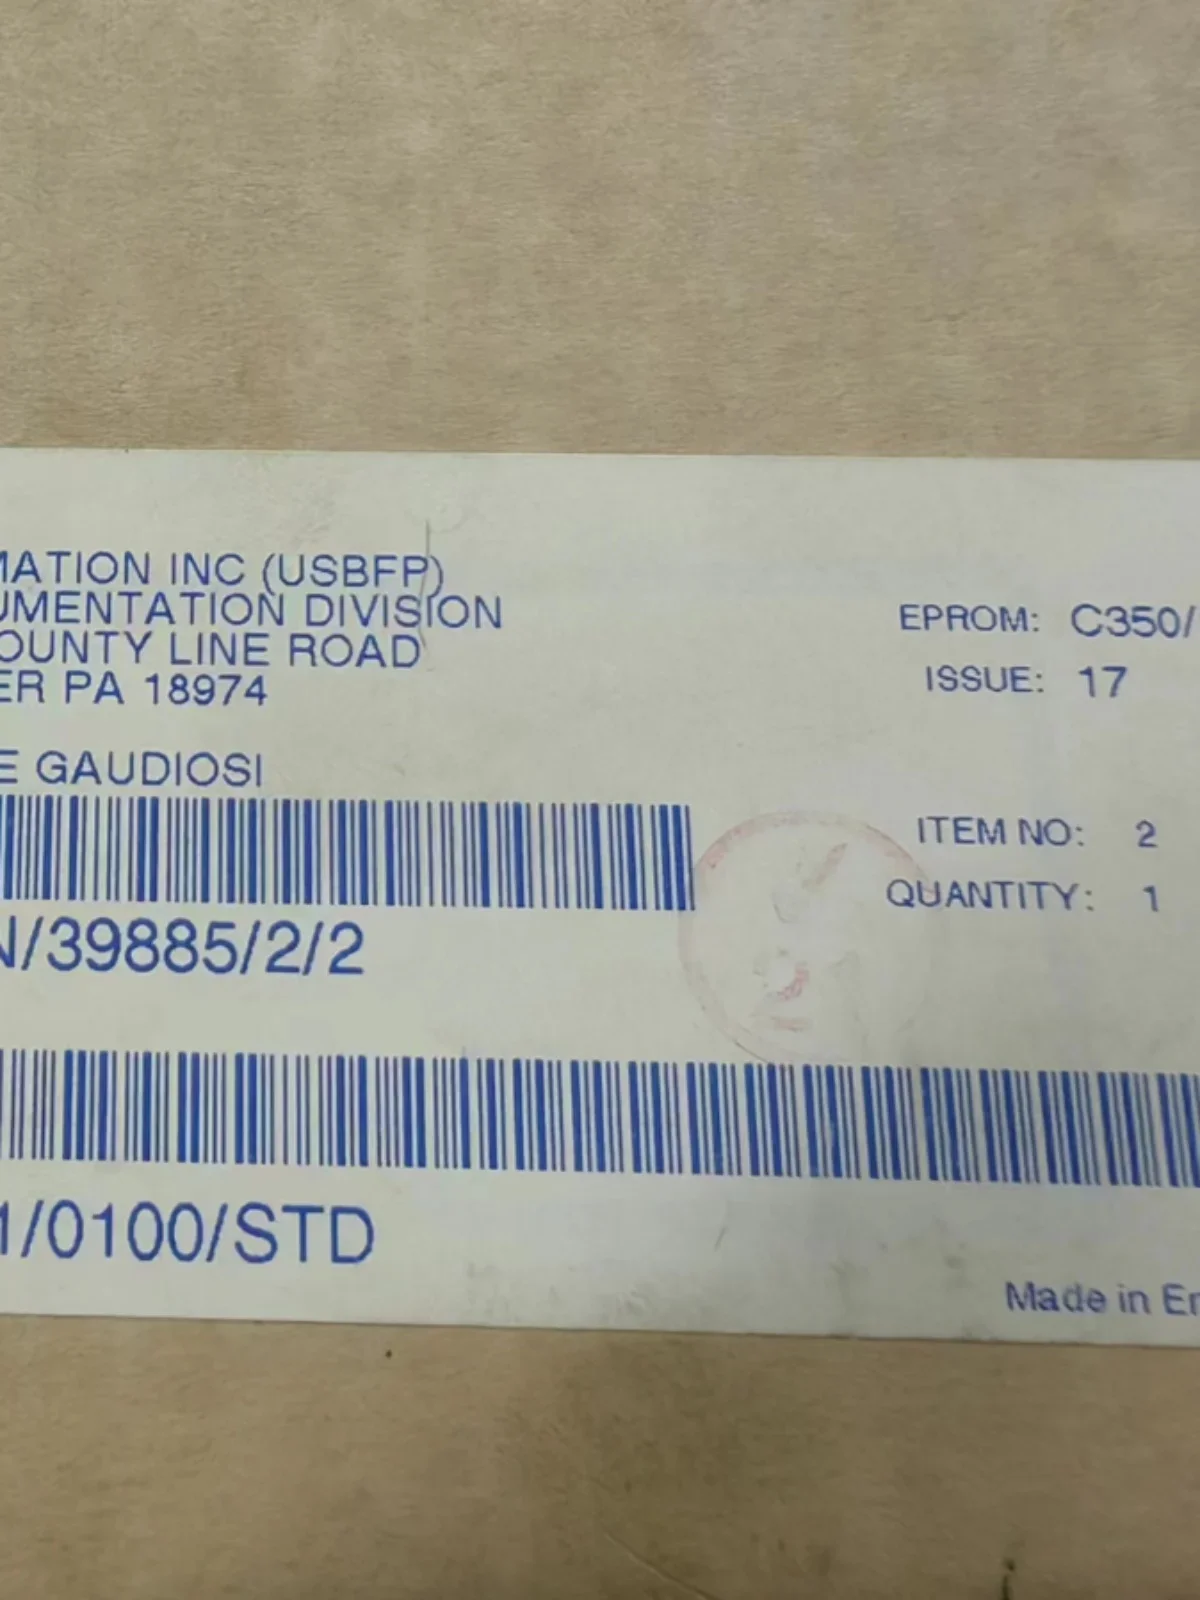 MATION INC (USBFP)
UMENTATION DIVISION
OUNTY LINE ROAD
ER PA 18974
E GAUDIOSI
EPROM: C350/
ISSUE: 17
ITEM NO: 2
QUANTITY: 1
N/39885/2/2
1/0100/STD
Made in En